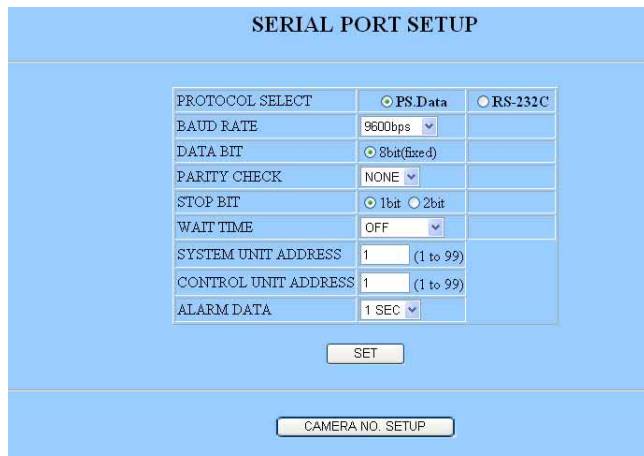 SERIAL PORT SETUP
PROTOCOL SELECT PS.Data RS-232C
BAUD RATE 9600bps
DATA BIT 8bit(fixed)
PARITY CHECK NONE
STOP BIT 1bit 2bit
WAIT TIME OFF
SYSTEM UNIT ADDRESS 1 (1 to 99)
CONTROL UNIT ADDRESS 1 (1 to 99)
ALARM DATA 1 SEC
SET
CAMERA NO. SETUP